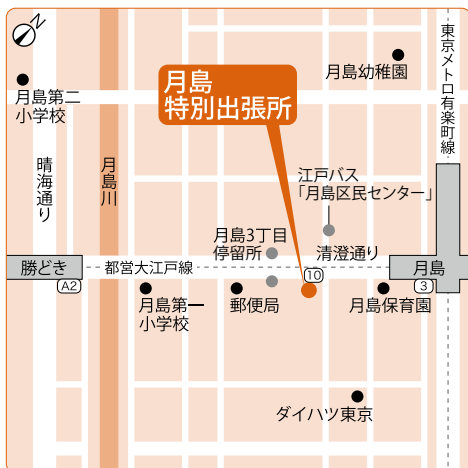 N
月島幼稚園
東京メトロ有楽町線
月島第二
小学校
月島
特別出張所
晴海通り
月島川
江戸バス
「月島区民センター」
月島3丁目
停留所
清澄通り
勝どき
都営大江戸線
10
月島
A2
3
月島第一
小学校
郵便局
月島保育園
ダイハツ東京